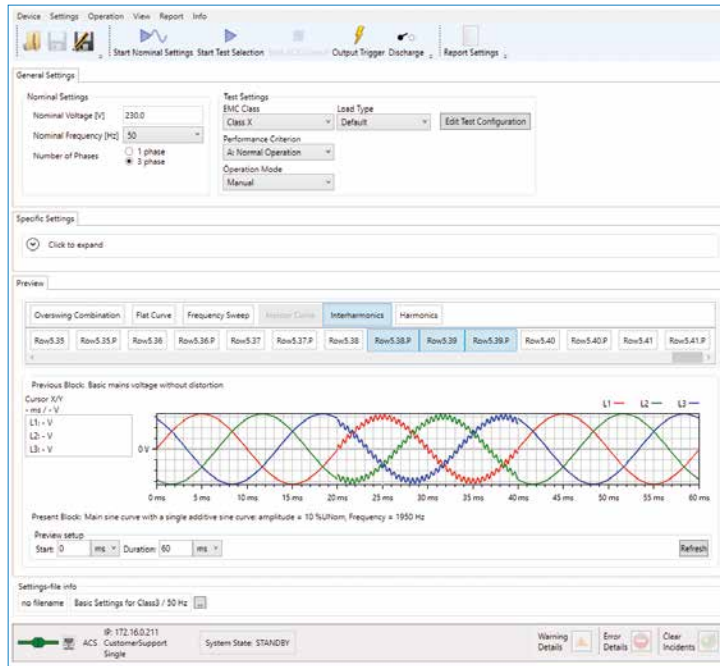 Device Settings Operation View Report Info
Start Nominal Settings Start Test Selection Output Trigger Discharge Report Settings
General Settings
Nominal Settings
Nominal Voltage [V] 230.0
Nominal Frequency [Hz] 50
Number of Phases
1 phase
3 phase
Test Settings
EMC Class Load Type
Class X Default Edit Test Configuration
Performance Criterion
A: Normal Operation
Operation Mode
Manual
Specific Settings
Click to expand
Preview
Overswing Combination Flat Curve Frequency Sweep Meister Curve Interharmonics Harmonics
Row5.35 Row5.35.P Row5.36 Row5.36.P Row5.37 Row5.37.P Row5.38 Row5.38.P Row5.39 Row5.39.P Row5.40 Row5.40.P Row5.41 Row5.41.P
Previous Block: Basic mains voltage without distortion
Cursor X/Y
- ms / - V
L1: - V
L2: - V
L3: - V
L1 L2 L3
0 V
0 ms 5 ms 10 ms 15 ms 20 ms 25 ms 30 ms 35 ms 40 ms 45 ms 50 ms 55 ms 60 ms
Present Block: Main sine curve with a single additive sine curve: amplitude = 10 %UNom, Frequency = 1950 Hz
Preview setup
Start: 0 ms Duration: 60 ms Refresh
Settings-file info
no filename Basic Settings for Class3 / 50 Hz ...
ACS
IP: 172.16.0.211
CustomerSupport
Single
System State: STANDBY
Warning Details
Error Details
Clear Incidents